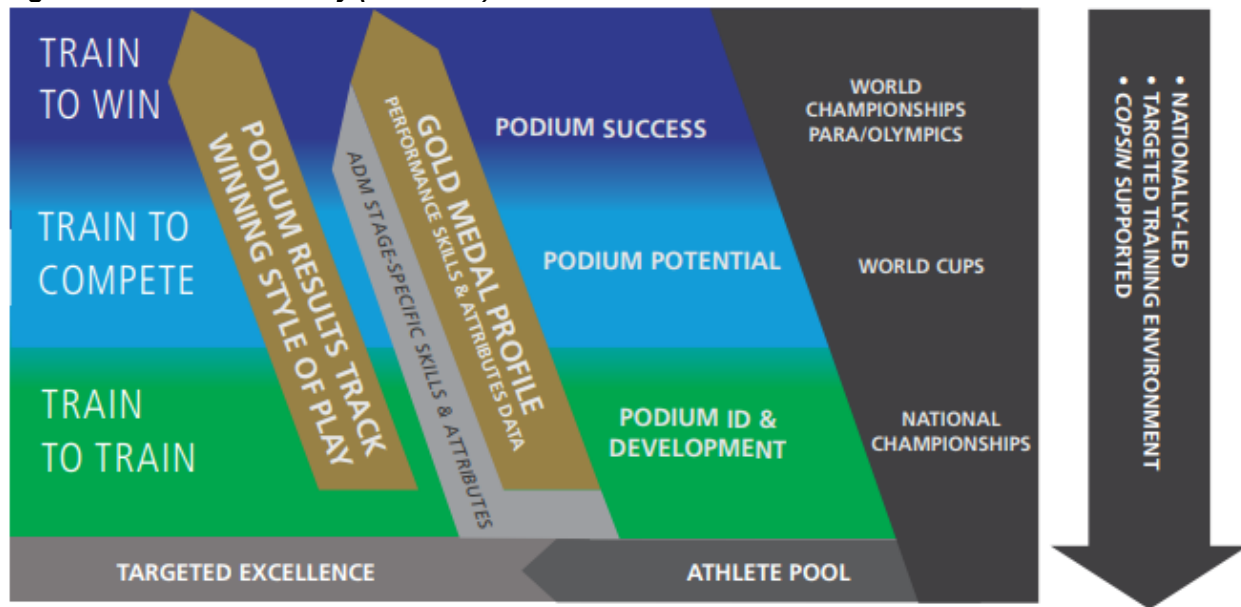 TRAIN
TO WIN
PODIUM RESULTS TRACK
WINNING STYLE OF PLAY
ADM STAGE-SPECIFIC SKILLS & ATTRIBUTES
GOLD MEDAL PROFILE
PERFORMANCE SKILLS & ATTRIBUTES DATA
PODIUM SUCCESS
WORLD
CHAMPIONSHIPS
PARA/OLYMPICS
TRAIN TO
COMPETE
PODIUM POTENTIAL
WORLD CUPS
TRAIN
TO TRAIN
PODIUM ID &
DEVELOPMENT
NATIONAL
CHAMPIONSHIPS
TARGETED EXCELLENCE
ATHLETE POOL
• NATIONALLY-LED
• TARGETED TRAINING ENVIRONMENT
• COPSIN SUPPORTED